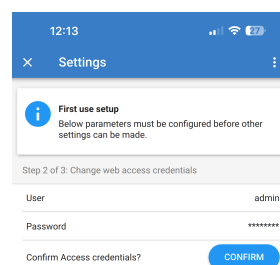 12:13
27
Settings
First use setup
Below parameters must be configured before other
settings can be made.
Step 2 of 3: Change web access credentials
User admin
Password ********
Confirm Access credentials? CONFIRM